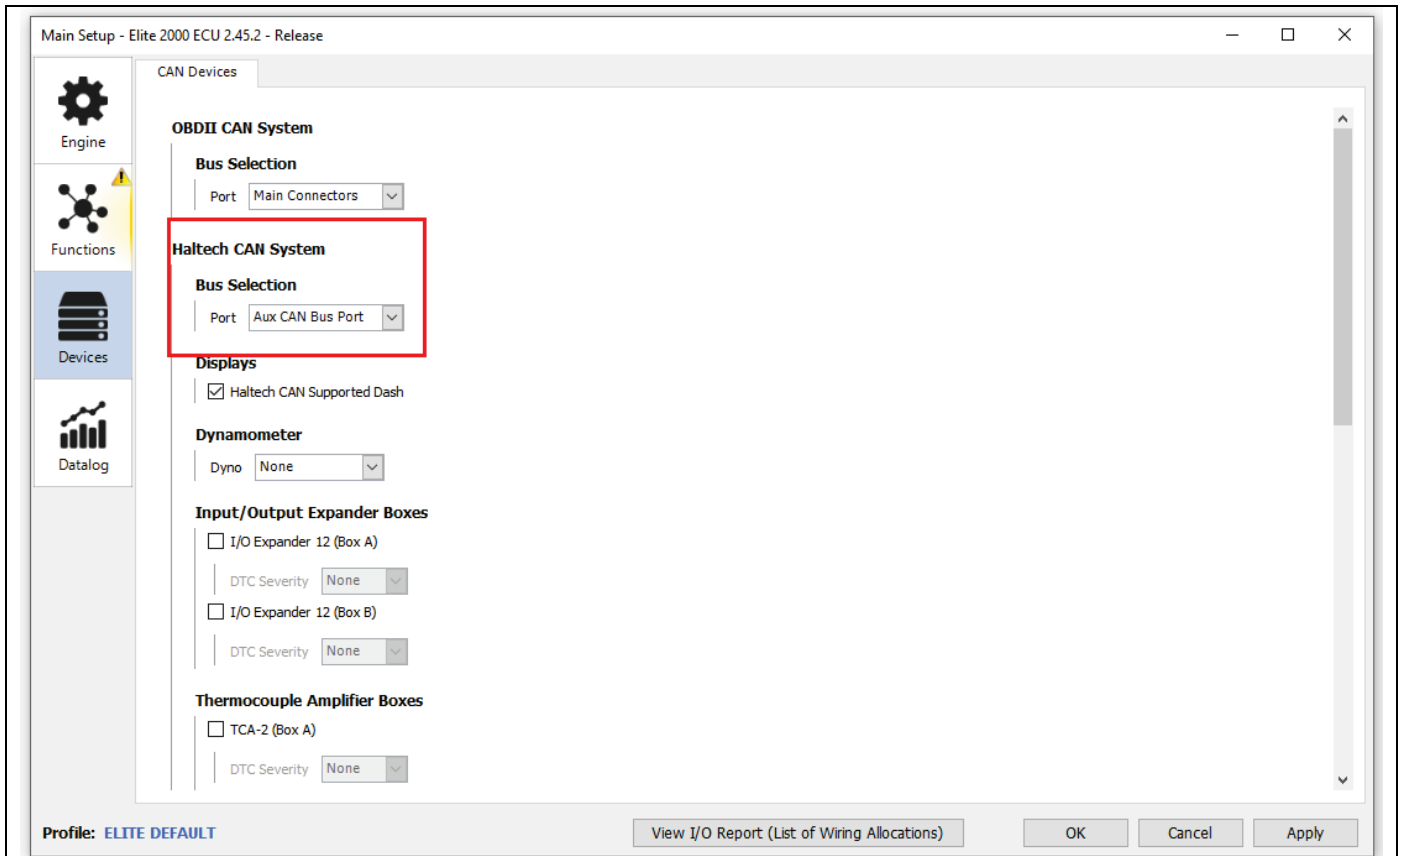 Main Setup - Elite 2000 ECU 2.45.2 - Release
CAN Devices
Engine
Functions
Devices
Datalog
OBDII CAN System
Bus Selection
Port Main Connectors
Haltech CAN System
Bus Selection
Port Aux CAN Bus Port
Displays
Haltech CAN Supported Dash
Dynamometer
Dyno None
Input/Output Expander Boxes
I/O Expander 12 (Box A)
DTC Severity None
I/O Expander 12 (Box B)
DTC Severity None
Thermocouple Amplifier Boxes
TCA-2 (Box A)
DTC Severity None
Profile: ELITE DEFAULT
View I/O Report (List of Wiring Allocations)
OK
Cancel
Apply